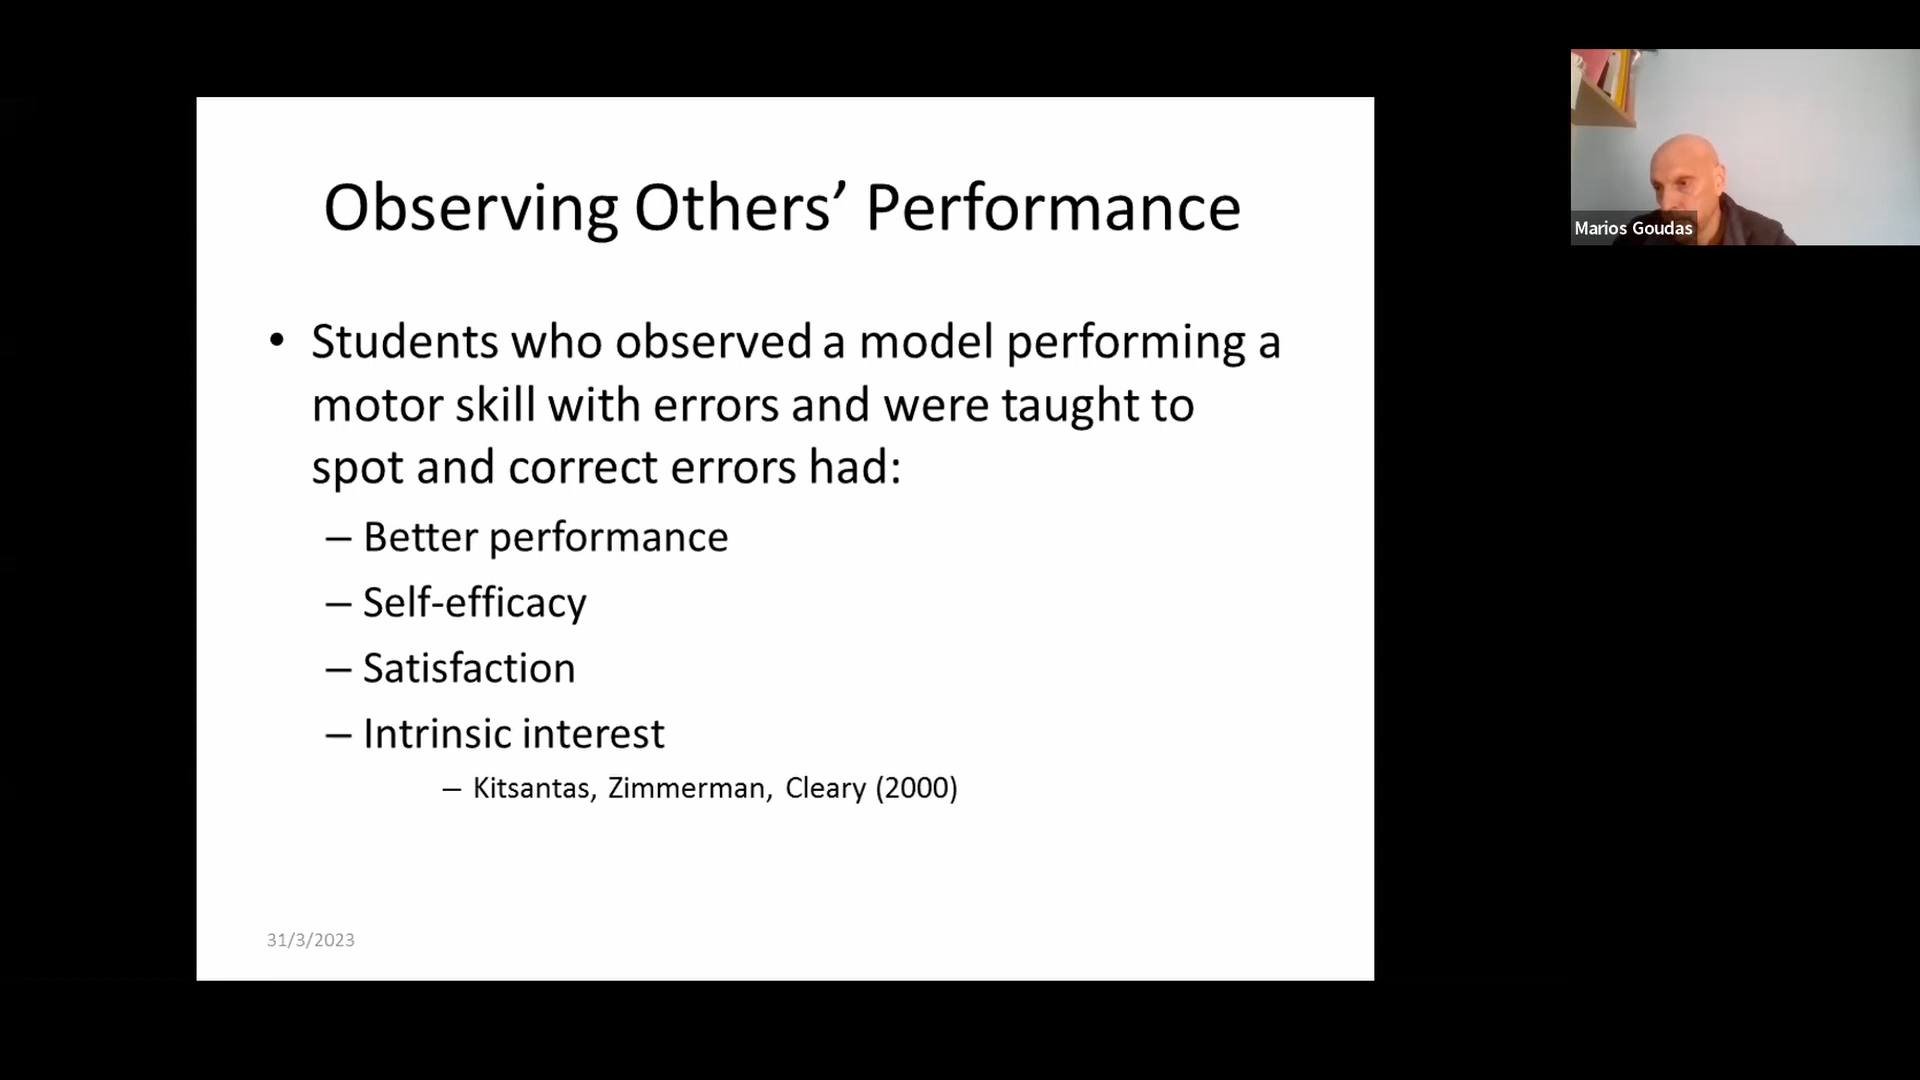 Observing Others’ Performance
• Students who observed a model performing a
motor skill with errors and were taught to
spot and correct errors had:
– Better performance
– Self-efficacy
– Satisfaction
– Intrinsic interest
– Kitsantas, Zimmerman, Cleary (2000)
31/3/2023
Marios Goudas